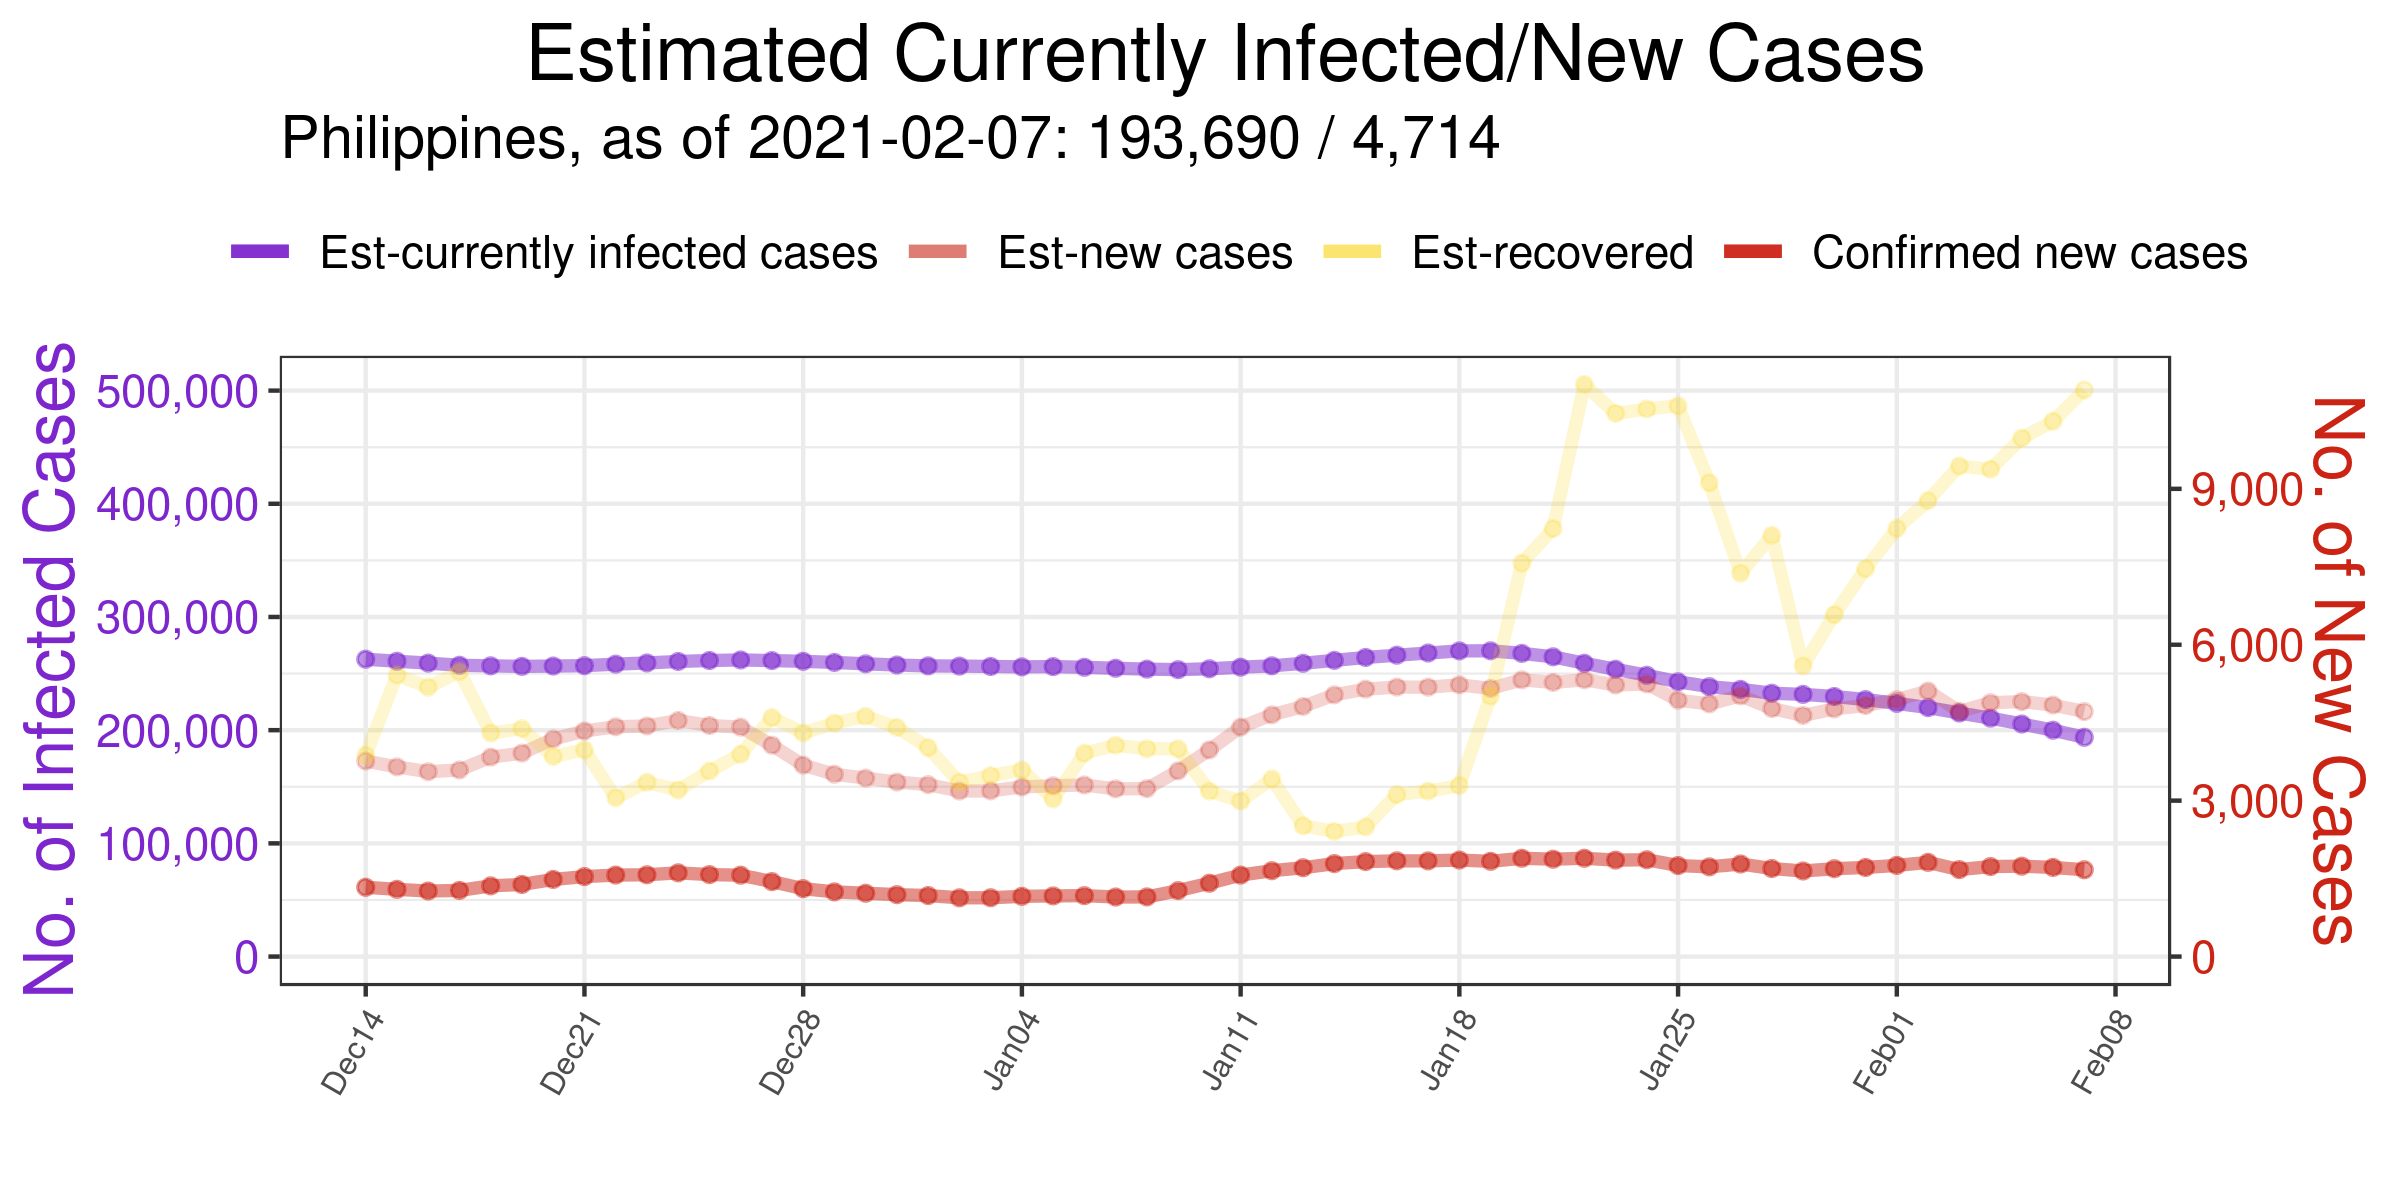 Estimated Currently Infected/New Cases
Philippines, as of 2021-02-07: 193,690 / 4,714
Est-currently infected cases Est-new cases Est-recovered Confirmed new cases
No. of Infected Cases
500,000
400,000
300,000
200,000
100,000
0
9,000
6,000
3,000
0
No. of New Cases
Dec14 Dec21 Dec28 Jan04 Jan11 Jan18 Jan25 Feb01 Feb08